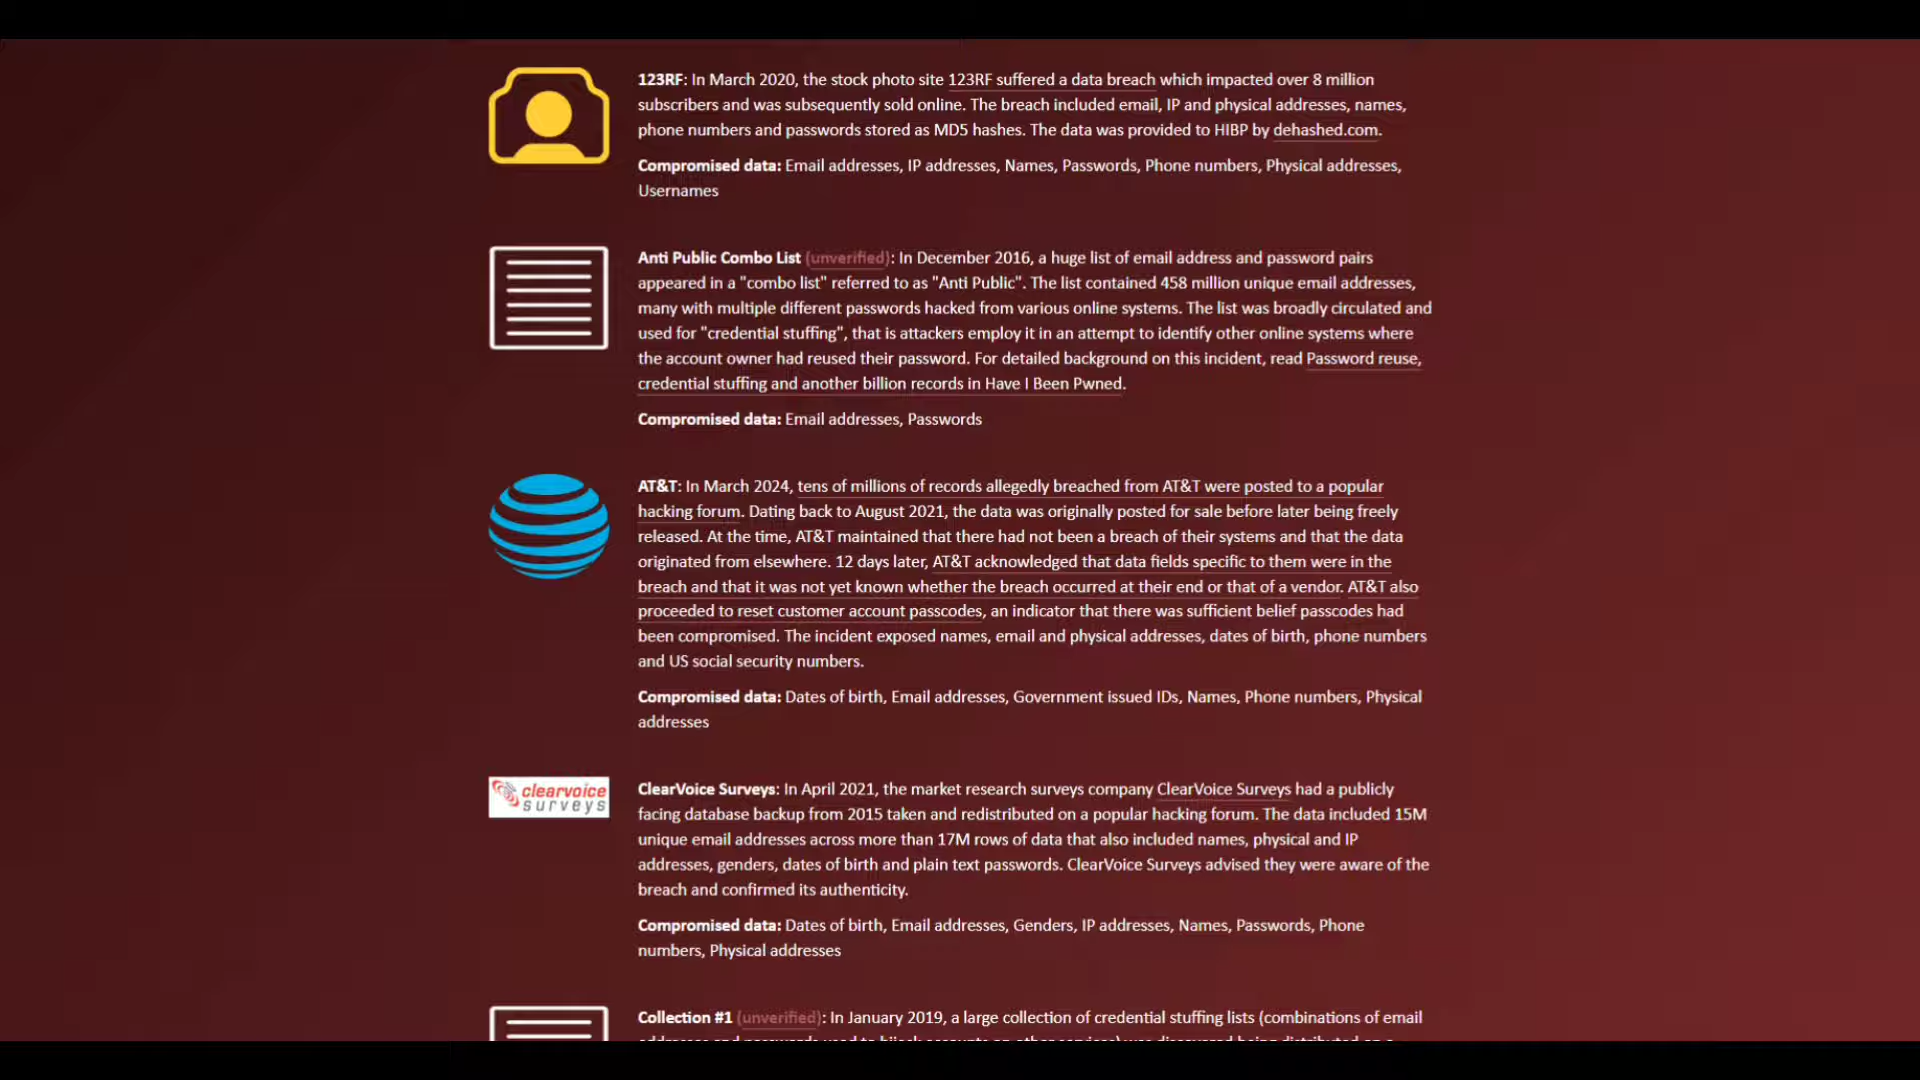 123RF: In March 2020, the stock photo site 123RF suffered a data breach which impacted over 8 million
subscribers and was subsequently sold online. The breach included email, IP and physical addresses, names,
phone numbers and passwords stored as MD5 hashes. The data was provided to HIBP by dehashed.com.
Compromised data: Email addresses, IP addresses, Names, Passwords, Phone numbers, Physical addresses,
Usernames
Anti Public Combo List (unverified): In December 2016, a huge list of email address and password pairs
appeared in a "combo list" referred to as "Anti Public". The list contained 458 million unique email addresses,
many with multiple different passwords hacked from various online systems. The list was broadly circulated and
used for "credential stuffing", that is attackers employ it in an attempt to identify other online systems where
the account owner had reused their password. For detailed background on this incident, read Password reuse,
credential stuffing and another billion records in Have I Been Pwned.
Compromised data: Email addresses, Passwords
AT&T: In March 2024, tens of millions of records allegedly breached from AT&T were posted to a popular
hacking forum. Dating back to August 2021, the data was originally posted for sale before later being freely
released. At the time, AT&T maintained that there had not been a breach of their systems and that the data
originated from elsewhere. 12 days later, AT&T acknowledged that data fields specific to them were in the
breach and that it was not yet known whether the breach occurred at their end or that of a vendor. AT&T also
proceeded to reset customer account passcodes, an indicator that there was sufficient belief passcodes had
been compromised. The incident exposed names, email and physical addresses, dates of birth, phone numbers
and US social security numbers.
Compromised data: Dates of birth, Email addresses, Government issued IDs, Names, Phone numbers, Physical
addresses
clearvoice
surveys
ClearVoice Surveys: In April 2021, the market research surveys company ClearVoice Surveys had a publicly
facing database backup from 2015 taken and redistributed on a popular hacking forum. The data included 15M
unique email addresses across more than 17M rows of data that also included names, physical and IP
addresses, genders, dates of birth and plain text passwords. ClearVoice Surveys advised they were aware of the
breach and confirmed its authenticity.
Compromised data: Dates of birth, Email addresses, Genders, IP addresses, Names, Passwords, Phone
numbers, Physical addresses
Collection #1 (unverified): In January 2019, a large collection of credential stuffing lists (combinations of email